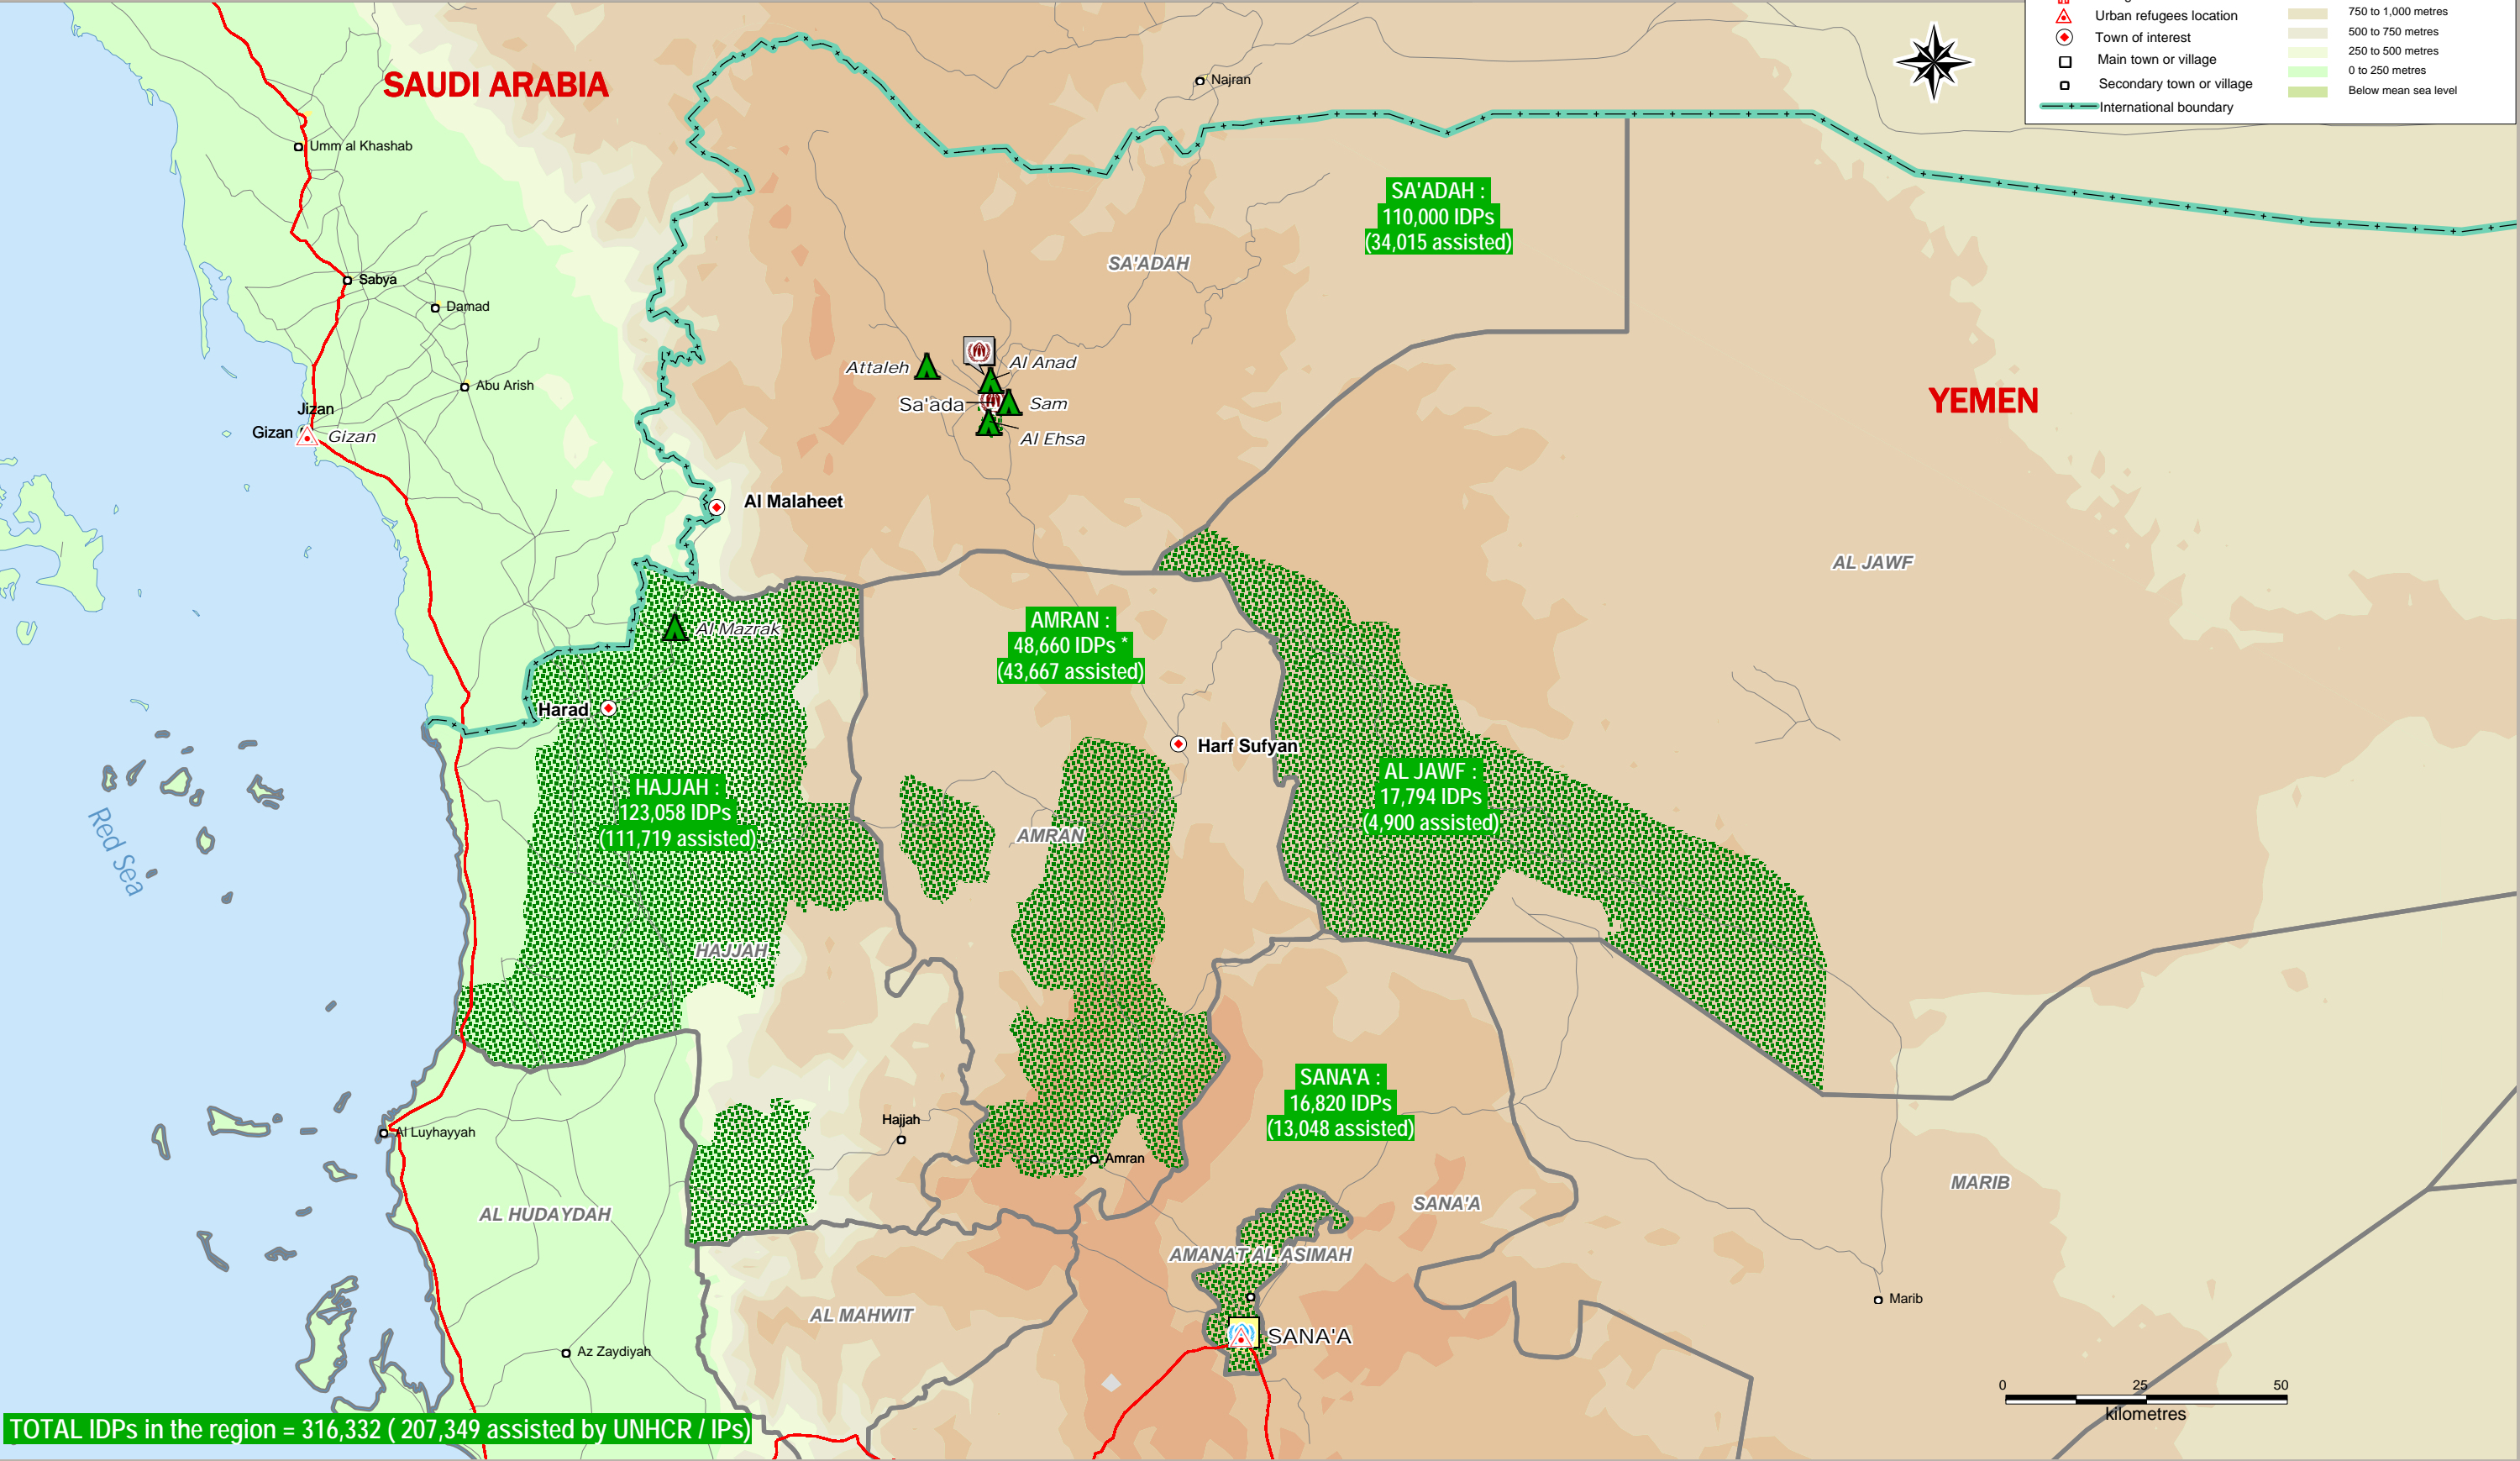 750 to 1,000 metres
Urban refugees location
500 to 750 metres
Town of interest
250 to 500 metres
Main town or village
0 to 250 metres
Secondary town or village
Below mean sea level
International boundary
SAUDI ARABIA
Najran
Umm al Khashab
SA'ADAH :
110,000 IDPs
(34,015 assisted)
SA'ADAH
Sabya
Damad
Attaleh
Al Anad
Abu Arish
Sa'ada
Sam
YEMEN
Jizan
Gizan
Gizan
Al Ehsa
Al Malaheet
AL JAWF
AMRAN :
48,660 IDPs *
(43,667 assisted)
Al Mazrak
Harad
Harf Sufyan
HAJJAH :
123,058 IDPs
(111,719 assisted)
AL JAWF :
17,794 IDPs
(4,900 assisted)
Red Sea
AMRAN
HAJJAH
SANA'A :
16,820 IDPs
(13,048 assisted)
Hajjah
Al Luyhayyah
Amran
MARIB
AL HUDAYDAH
SANA'A
AMANAT AL ASIMAH
AL MAHWIT
Marib
SANA'A
Az Zaydiyah
0 25 50
kilometres
TOTAL IDPs in the region = 316,332 ( 207,349 assisted by UNHCR / IPs)